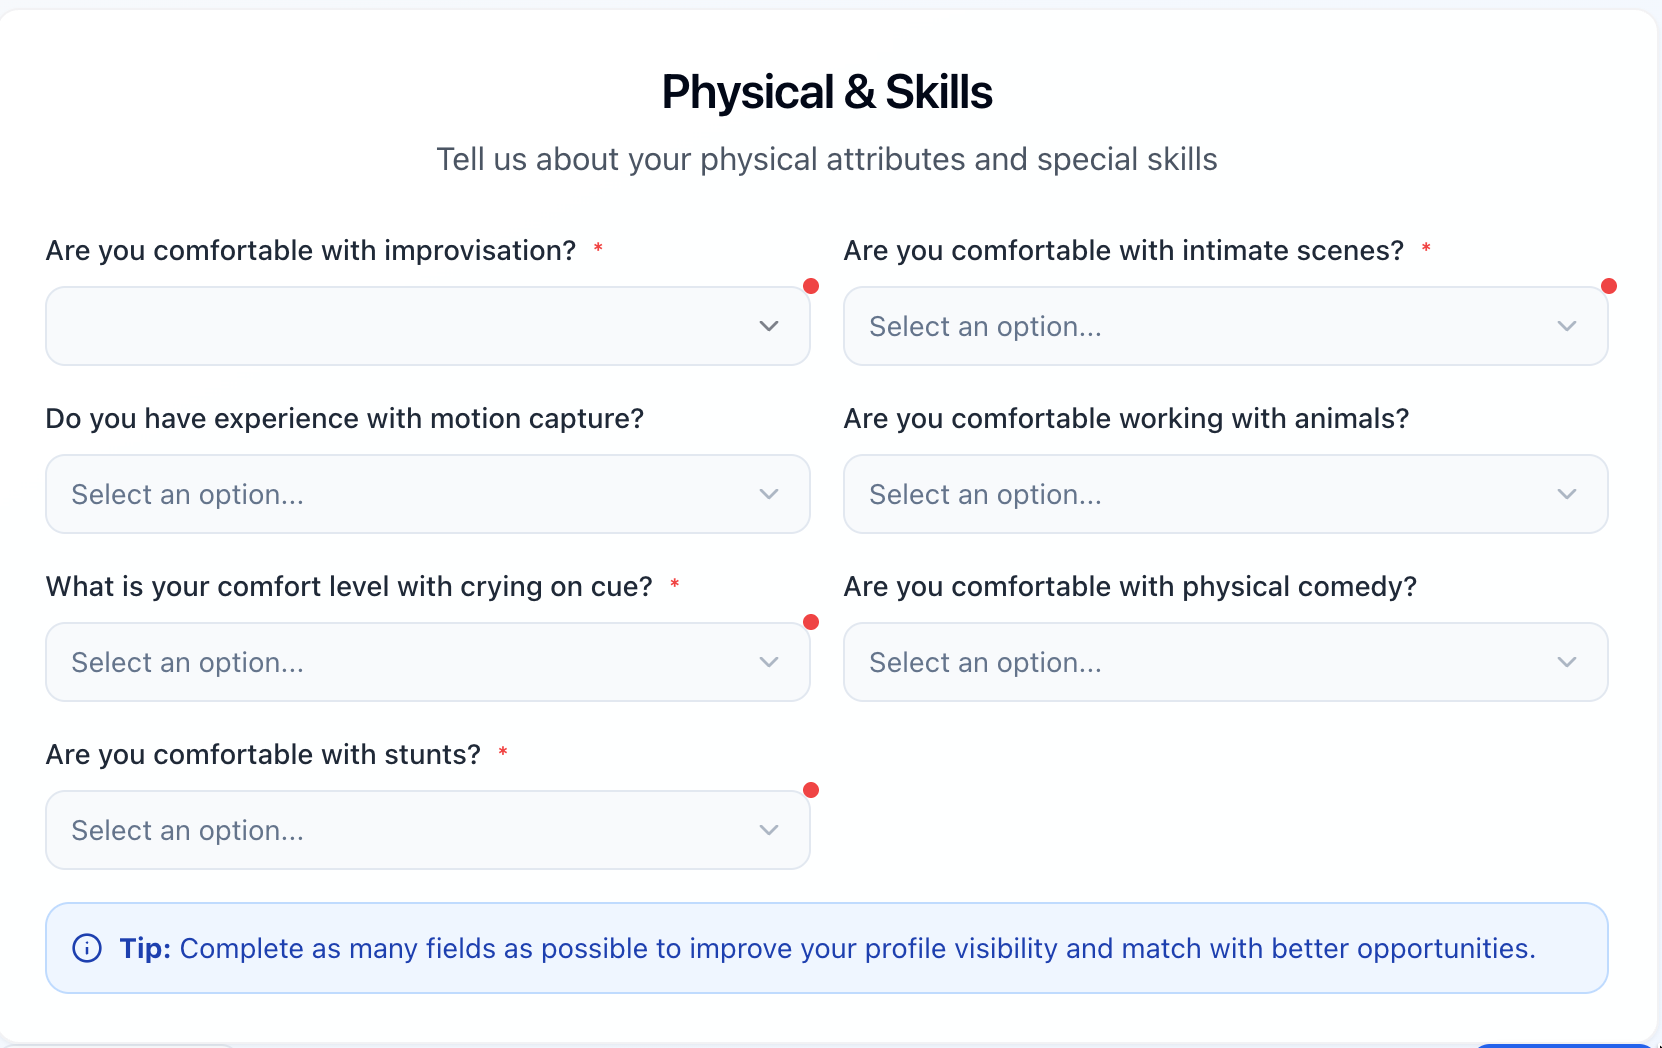 Physical & Skills
Tell us about your physical attributes and special skills
Are you comfortable with improvisation? *
Are you comfortable with intimate scenes? *
Select an option...
Do you have experience with motion capture?
Are you comfortable working with animals?
Select an option...
Select an option...
What is your comfort level with crying on cue? *
Are you comfortable with physical comedy?
Select an option...
Select an option...
Are you comfortable with stunts? *
Select an option...
Tip: Complete as many fields as possible to improve your profile visibility and match with better opportunities.